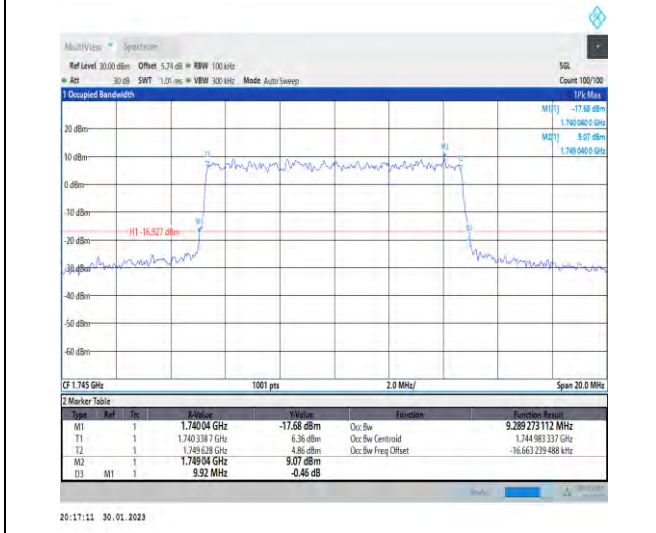 MultiView Spectrum
Ref Level 30.00 dBm Offset 5.74 dB RBW 100 kHz SGL
Att 30 dB SWT 1.01 ms VBW 300 kHz Mode Auto Sweep Count 100/100
1 Occupied Bandwidth 1Pk Max
M1[1] -17.68 dBm
1.740 040 0 GHz
M2[1] 9.07 dBm
1.749 040 0 GHz
20 dBm
M2
T1 T2
10 dBm
0 dBm
-10 dBm
M1
H1 -16.927 dBm
-20 dBm
-30 dBm
-40 dBm
-50 dBm
-60 dBm
CF 1.745 GHz 1001 pts 2.0 MHz/ Span 20.0 MHz
2 Marker Table
Type Ref Trc X-Value Y-Value Function Function Result
M1 1 1.74004 GHz -17.68 dBm Occ Bw 9.289 273 112 MHz
T1 1 1.740 338 7 GHz 6.36 dBm Occ Bw Centroid 1.744 983 337 GHz
T2 1 1.749 628 GHz 4.86 dBm Occ Bw Freq Offset -16.663 239 488 kHz
M2 1 1.74904 GHz 9.07 dBm
D3 M1 1 9.92 MHz -0.46 dB
20:17:11 30.01.2023